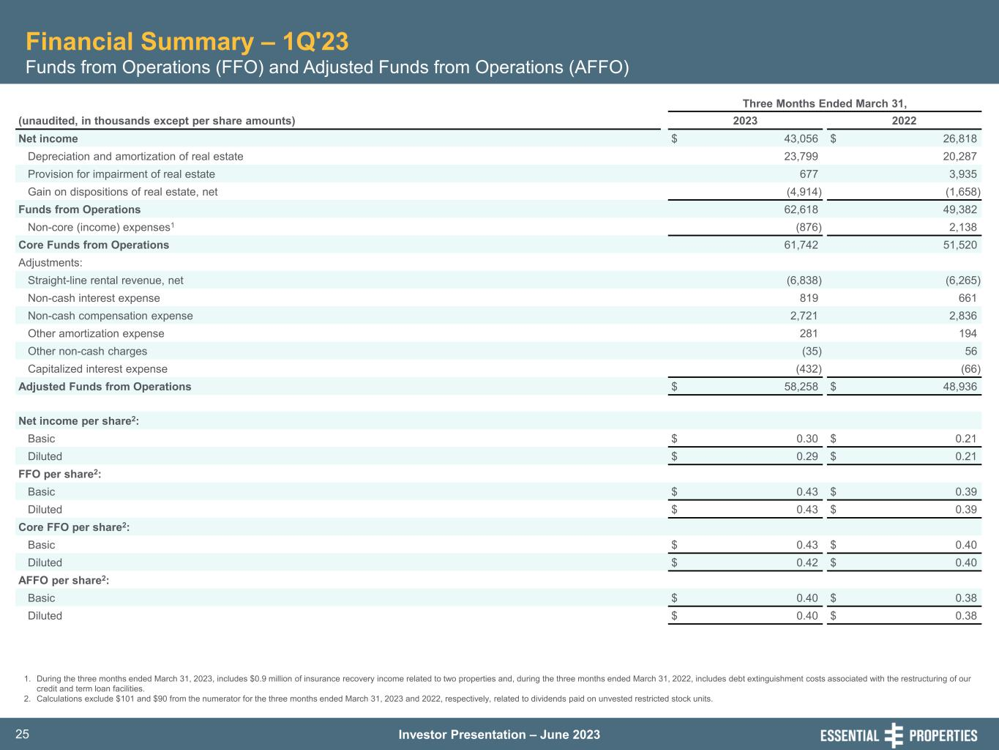 Financial Summary – 1Q'23
Funds from Operations (FFO) and Adjusted Funds from Operations (AFFO)
Three Months Ended March 31,
(unaudited, in thousands except per share amounts) 2023 2022
Net income $ 43,056 $ 26,818
Depreciation and amortization of real estate 23,799 20,287
Provision for impairment of real estate 677 3,935
Gain on dispositions of real estate, net (4,914) (1,658)
Funds from Operations 62,618 49,382
Non-core (income) expenses1 (876) 2,138
Core Funds from Operations 61,742 51,520
Adjustments:
Straight-line rental revenue, net (6,838) (6,265)
Non-cash interest expense 819 661
Non-cash compensation expense 2,721 2,836
Other amortization expense 281 194
Other non-cash charges (35) 56
Capitalized interest expense (432) (66)
Adjusted Funds from Operations $ 58,258 $ 48,936
Net income per share2:
Basic $ 0.30 $ 0.21
Diluted $ 0.29 $ 0.21
FFO per share2:
Basic $ 0.43 $ 0.39
Diluted $ 0.43 $ 0.39
Core FFO per share2:
Basic $ 0.43 $ 0.40
Diluted $ 0.42 $ 0.40
AFFO per share2:
Basic $ 0.40 $ 0.38
Diluted $ 0.40 $ 0.38
1. During the three months ended March 31, 2023, includes $0.9 million of insurance recovery income related to two properties and, during the three months ended March 31, 2022, includes debt extinguishment costs associated with the restructuring of our
credit and term loan facilities.
2. Calculations exclude $101 and $90 from the numerator for the three months ended March 31, 2023 and 2022, respectively, related to dividends paid on unvested restricted stock units.
25 Investor Presentation – June 2023 ESSENTIAL PROPERTIES